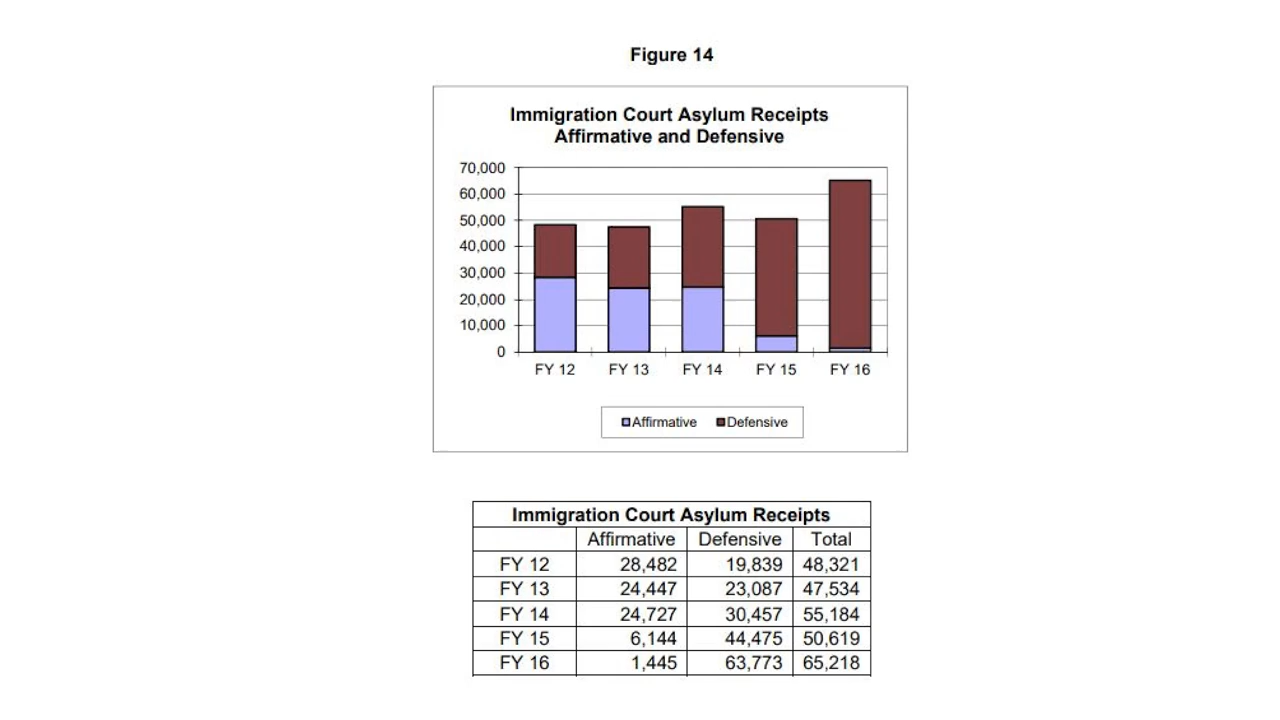 Figure 14
Immigration Court Asylum Receipts
Affirmative and Defensive
70,000
60,000
50,000
40,000
30,000
20,000
10,000
0
FY 12 FY 13 FY 14 FY 15 FY 16
Affirmative Defensive
Immigration Court Asylum Receipts
Affirmative Defensive Total
FY 12 28,482 19,839 48,321
FY 13 24,447 23,087 47,534
FY 14 24,727 30,457 55,184
FY 15 6,144 44,475 50,619
FY 16 1,445 63,773 65,218